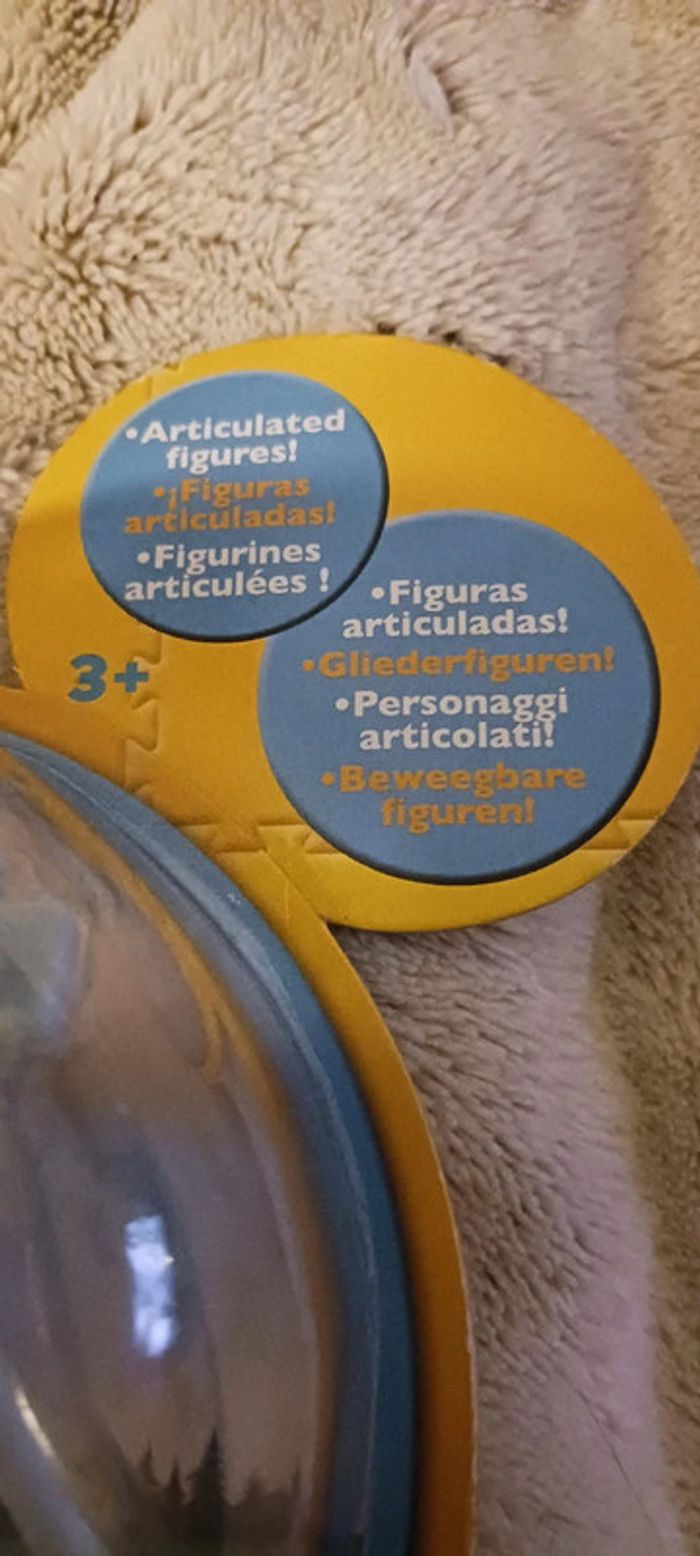 •Articulated
figures!
•¡Figuras
articuladas!
•Figurines
articulées !
3+
•Figuras
articuladas!
•Gliederfiguren!
•Personaggi
articolati!
•Beweegbare
figuren!